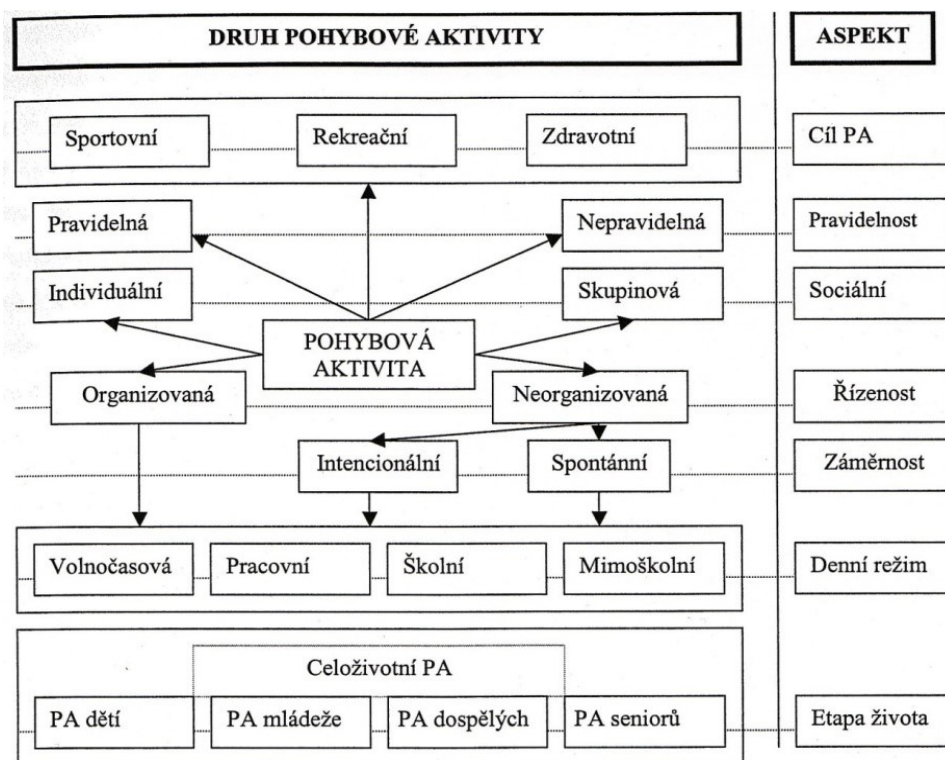 DRUH POHYBOVÉ AKTIVITY
ASPEKT
Sportovní
Rekreační
Zdravotní
Cíl PA
Pravidelná
Nepravidelná
Pravidelnost
Individuální
Skupinová
Sociální
POHYBOVÁ
AKTIVITA
Organizovaná
Neorganizovaná
Řízenost
Intencionální
Spontánní
Záměrnost
Volnočasová
Pracovní
Školní
Mimoškolní
Denní režim
Celoživotní PA
PA dětí
PA mládeže
PA dospělých
PA seniorů
Etapa života